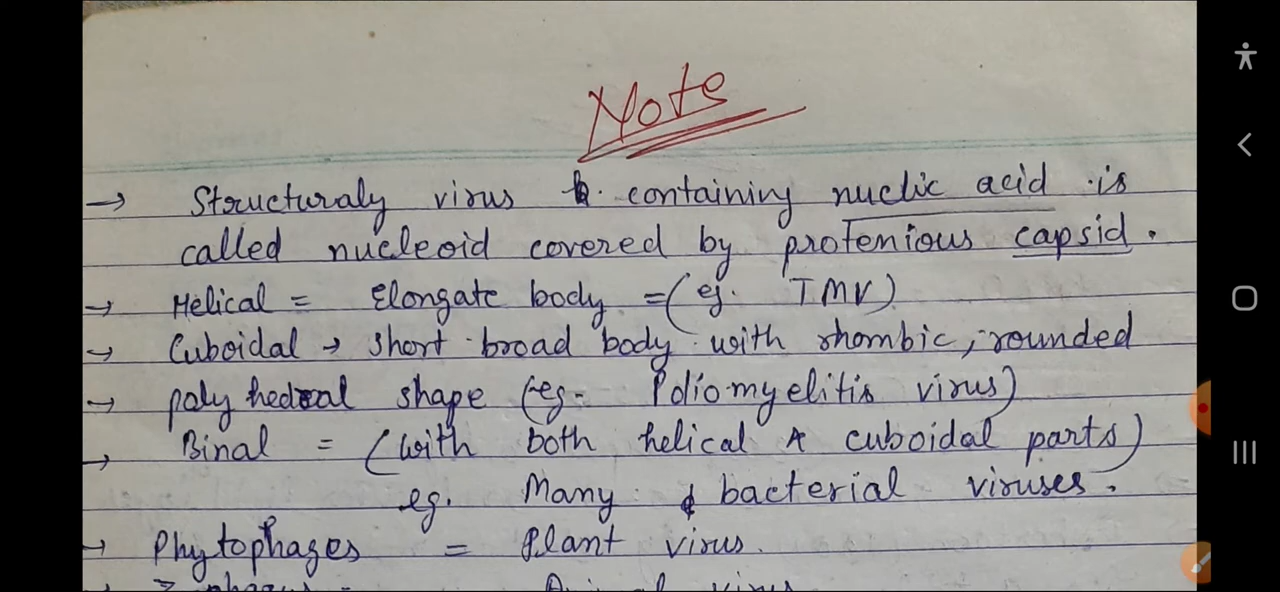 Note
→ Structuraly virus containing nuclic acid is
called nucleoid covered by protenious capsid.
→ Helical = Elongate body = (eg. TMV)
→ Cuboidal → short broad body with rhombic, rounded
→ polyhedral shape (eg- Poliomyelitis virus)
→ Binal = (with both helical & cuboidal parts)
eg. Many bacterial viruses.
→ Phytophages = Plant virus.